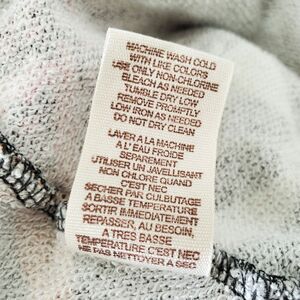 MACHINE WASH COLD
WITH LIKE COLORS
USE ONLY NON-CHLORINE
BLEACH AS NEEDED
TUMBLE DRY LOW
REMOVE PROMPTLY
LOW IRON AS NEEDED
DO NOT DRY CLEAN
LAVER A LA MACHINE
A L'EAU FROIDE
SEPAREMENT
UTILISER UN JAVELLISANT
NON CHLORE QUAND
C'EST NEC
SECHER PAR CULBUTAGE
A BASSE TEMPERATURE
SORTIR IMMEDIATEMENT
REPASSER, AU BESOIN,
A TRES BASSE
TEMPERATURE C'EST NEC
NE PAS NETTOYER A SEC